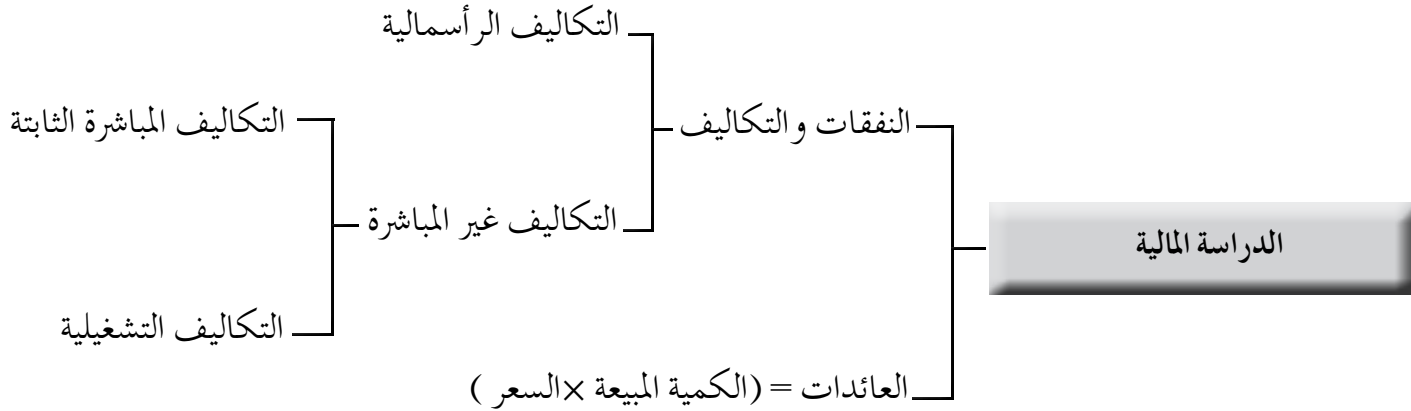 التكاليف الرأسمالية
النفقات والتكاليف
التكاليف المباشرة الثابتة
التكاليف غير المباشرة
الدراسة المالية
التكاليف التشغيلية
العائدات = (الكمية المبيعة ×السعر )